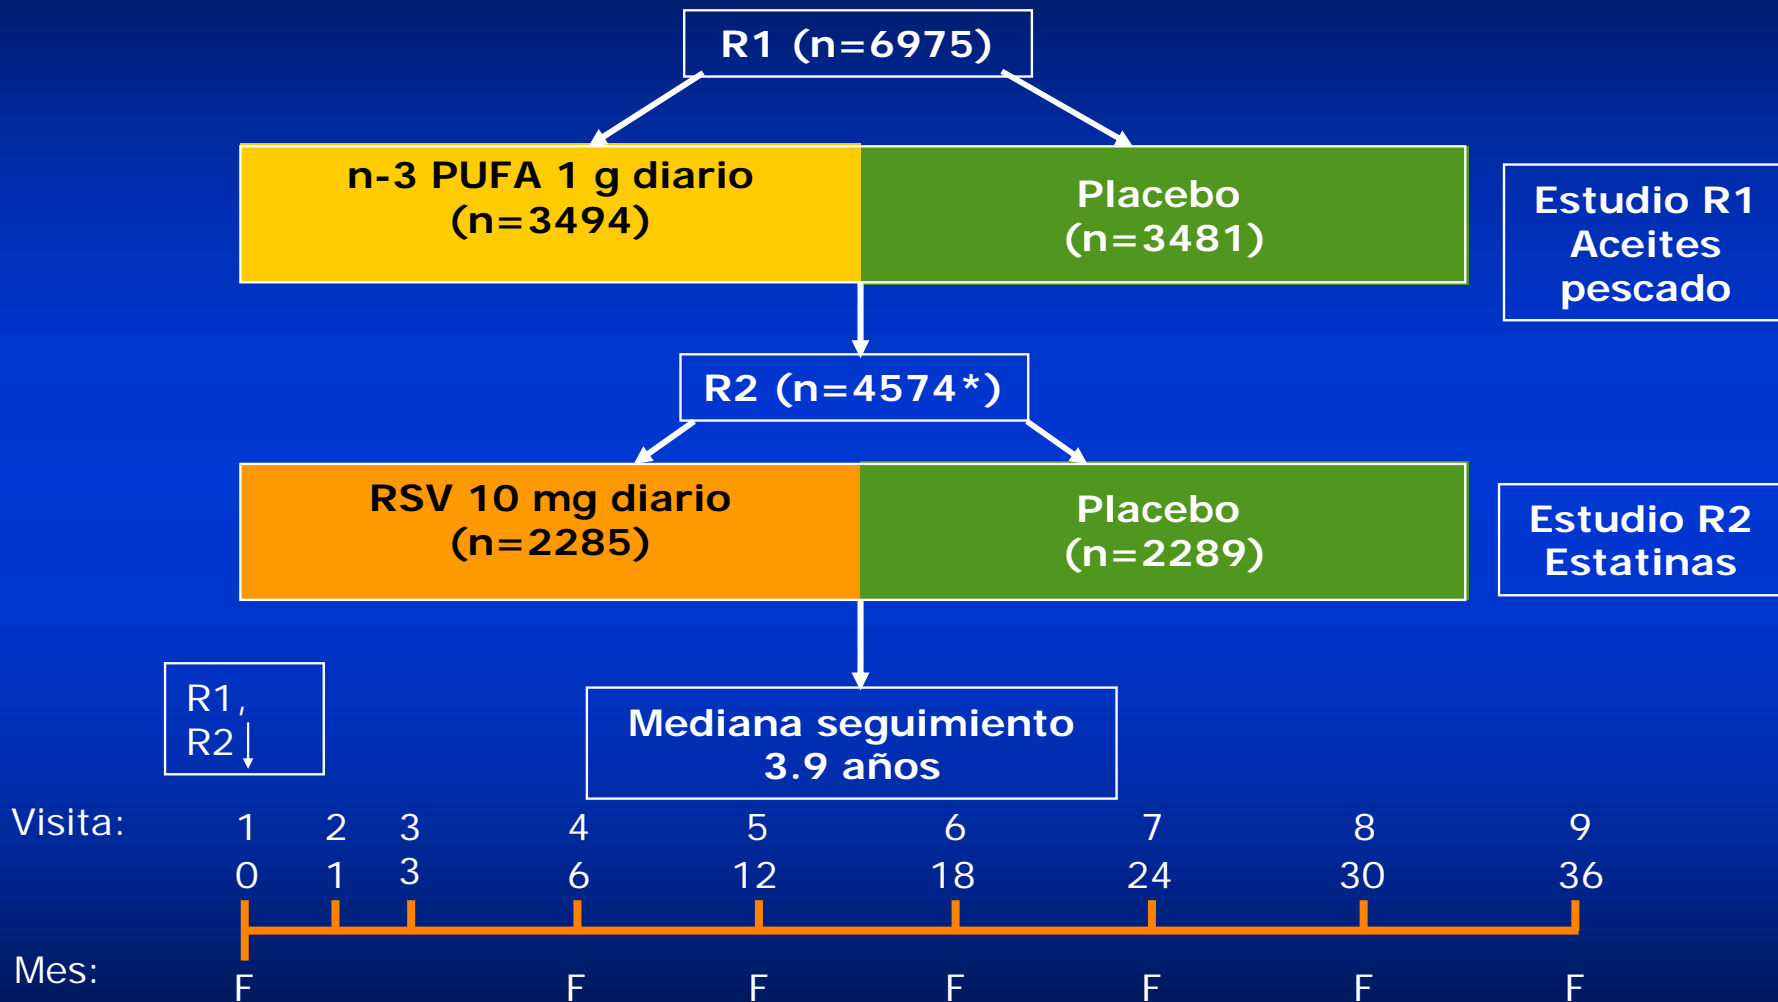 R1 (n=6975)
n-3 PUFA 1 g diario
(n=3494)
Placebo
(n=3481)
Estudio R1
Aceites
pescado
R2 (n=4574*)
RSV 10 mg diario
(n=2285)
Placebo
(n=2289)
Estudio R2
Estatinas
R1,
R2
Mediana seguimiento
3.9 años
Visita: 1 2 3 4 5 6 7 8 9
0 1 3 6 12 18 24 30 36
Mes:
F F F F F F F